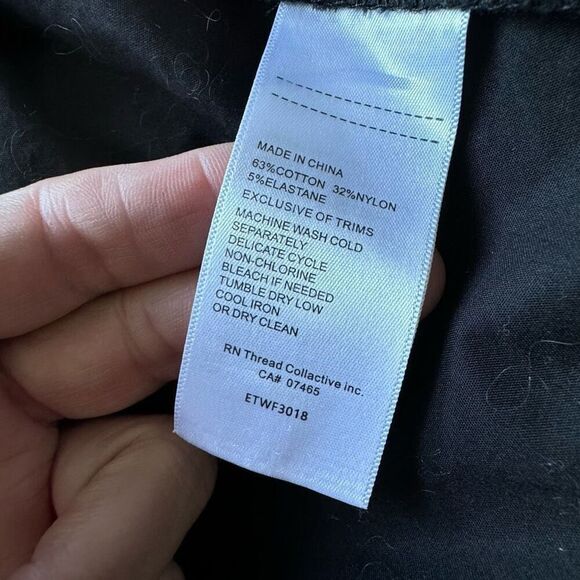 MADE IN CHINA
63%COTTON 32%NYLON
5%ELASTANE
EXCLUSIVE OF TRIMS
MACHINE WASH COLD
SEPARATELY
DELICATE CYCLE
NON-CHLORINE
BLEACH IF NEEDED
TUMBLE DRY LOW
COOL IRON
OR DRY CLEAN
RN Thread Collactive inc.
CA# 07465
ETWF3018